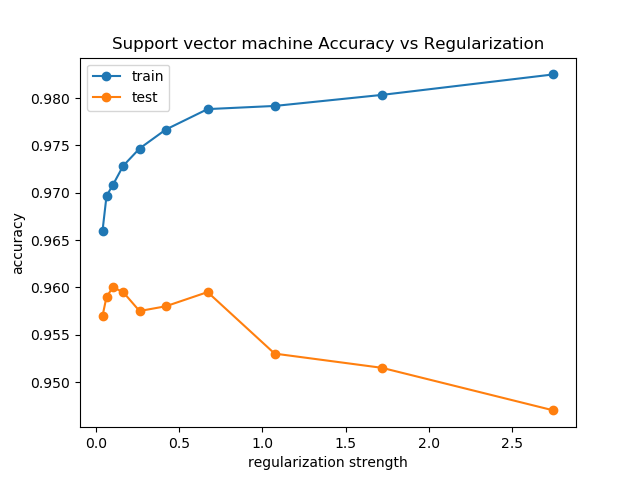 Support vector machine Accuracy vs Regularization
train
test
0.980
0.975
0.970
0.965
0.960
0.955
0.950
accuracy
0.0 0.5 1.0 1.5 2.0 2.5
regularization strength